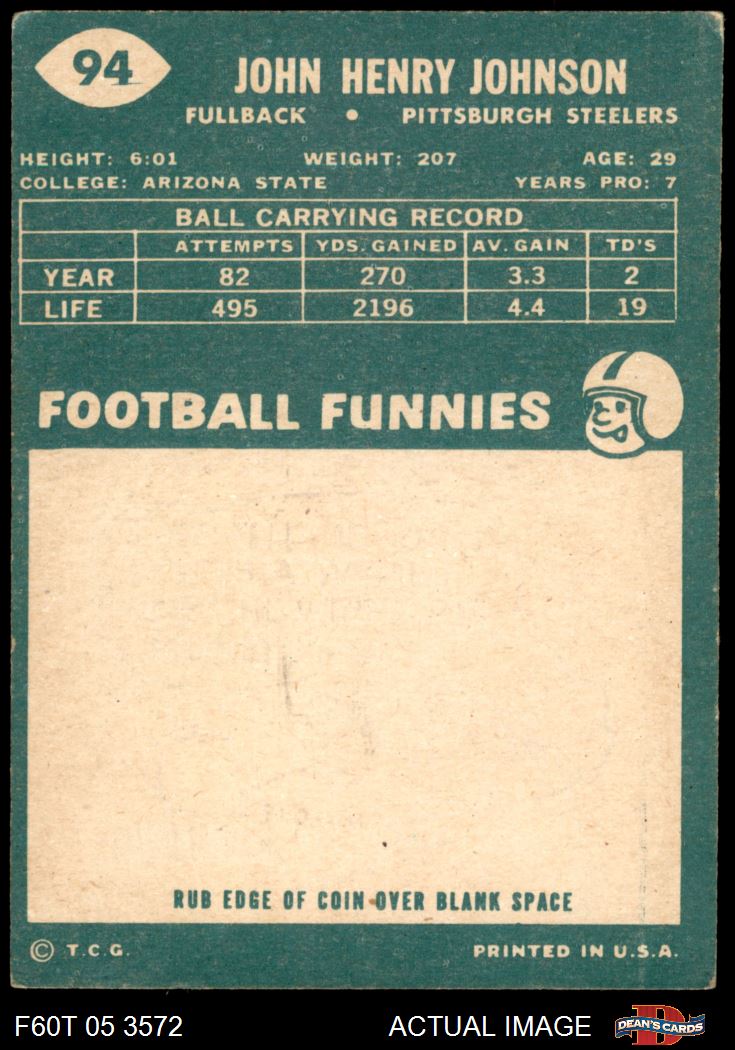 94
JOHN HENRY JOHNSON
FULLBACK • PITTSBURGH STEELERS
HEIGHT: 6:01 WEIGHT: 207 AGE: 29
COLLEGE: ARIZONA STATE YEARS PRO: 7
BALL CARRYING RECORD
ATTEMPTS YDS. GAINED AV. GAIN TD'S
YEAR 82 270 3.3 2
LIFE 495 2196 4.4 19
FOOTBALL FUNNIES
RUB EDGE OF COIN OVER BLANK SPACE
© T.C.G. PRINTED IN U.S.A.
F60T 05 3572 ACTUAL IMAGE D DEAN'S CARDS